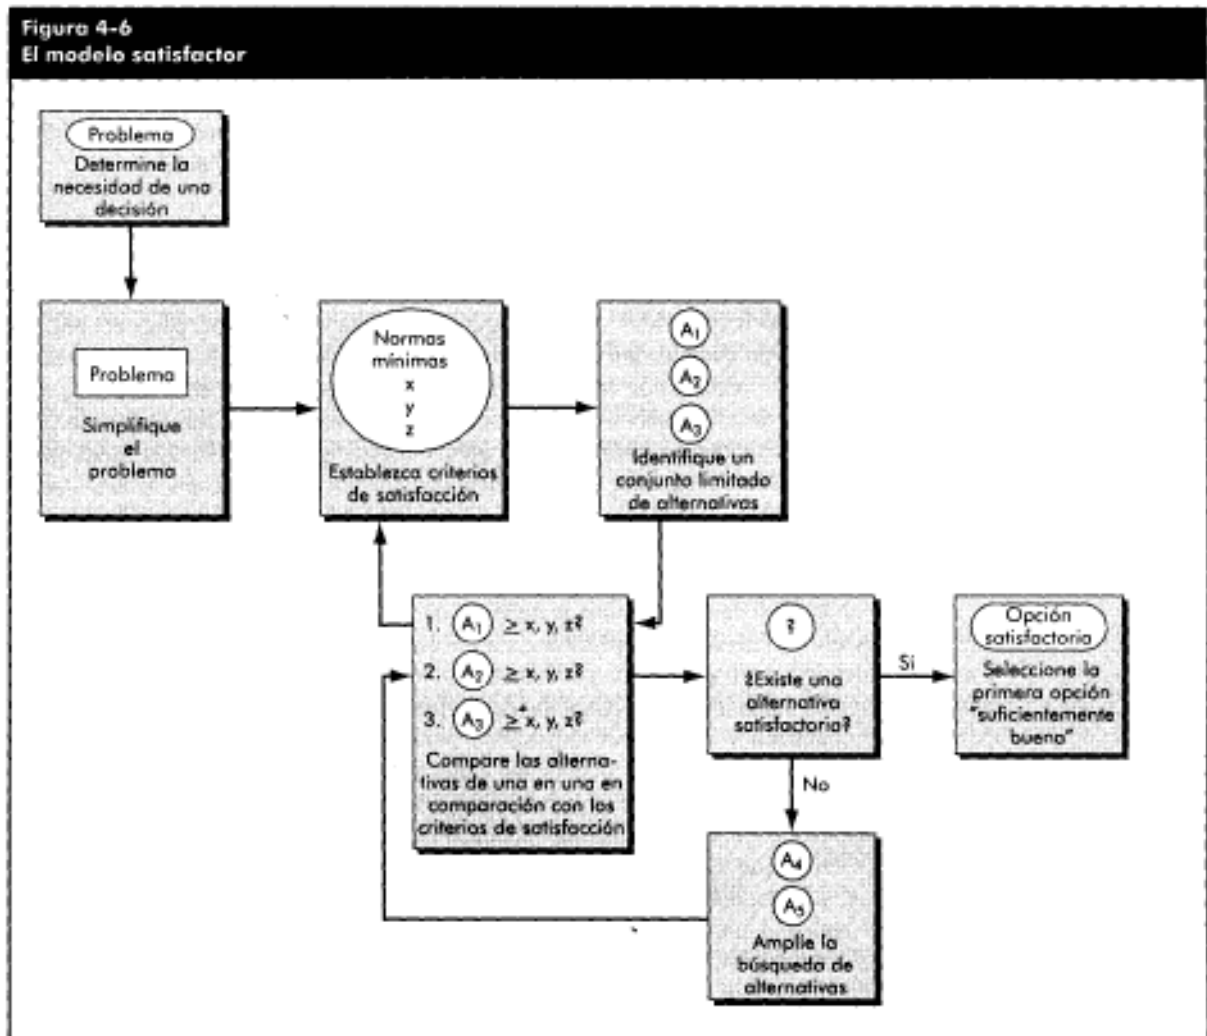 Figura 4-6
El modelo satisfactor
Problema
Determine la
necesidad de una
decisión
Problema
Simplifique
el
problema
Normas
mínimas
x
y
z
Establezca criterios
de satisfacción
A1
A2
A3
Identifique un
conjunto limitado
de alternativas
1. A1 ≥ x, y, z?
2. A2 ≥ x, y, z?
3. A3 ≥ x, y, z?
Compare las alterna-
tivas de una en una en
comparación con los
criterios de satisfacción
?
¿Existe una
alternativa
satisfactoria?
Si
No
Opción
satisfactoria
Seleccione la
primera opción
"suficientemente
buena"
A4
A5
Amplíe la
búsqueda de
alternativas